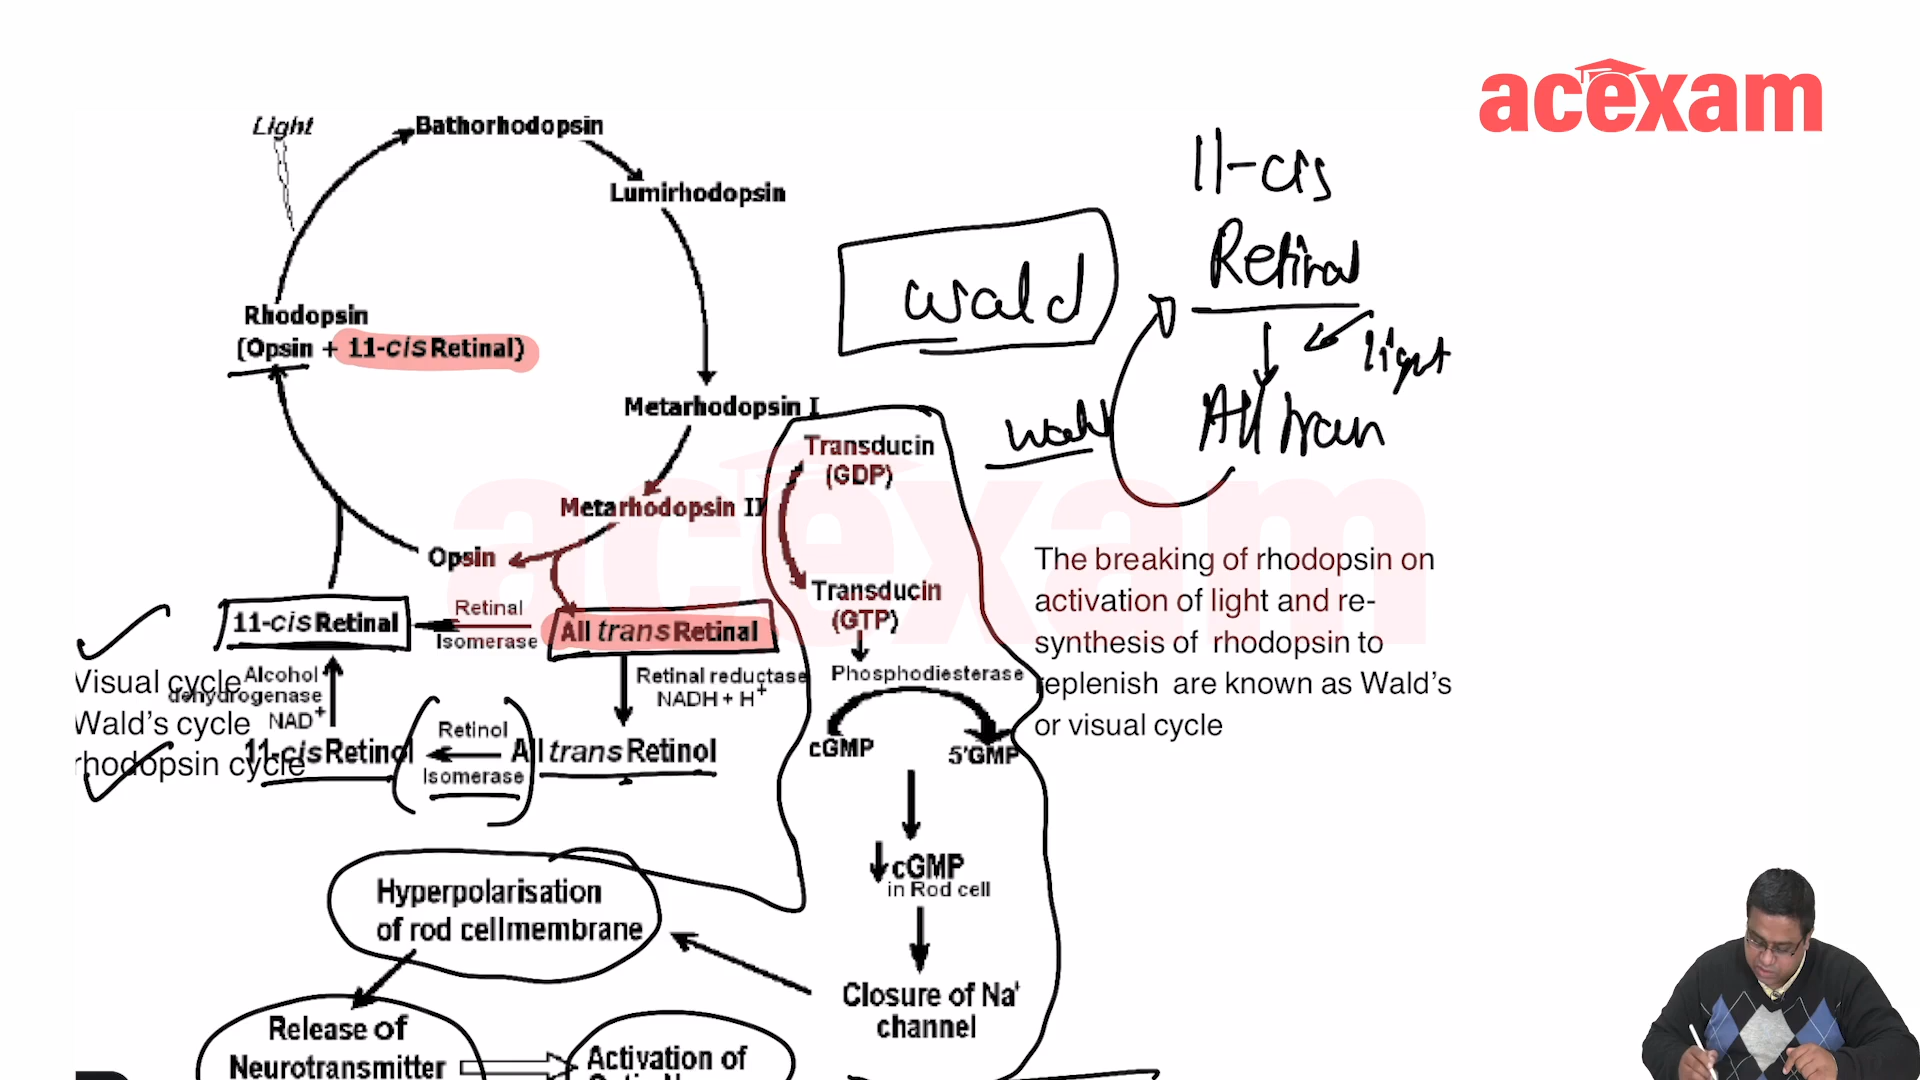 acexam
Light
Bathorhodopsin
Lumirhodopsin
11-cis
Retinal
wald
light
All tran
Rhodopsin
(Opsin + 11-cis Retinal)
Metarhodopsin I
Transducin
(GDP)
Metarhodopsin II
Opsin
Transducin
(GTP)
The breaking of rhodopsin on
activation of light and re-
synthesis of rhodopsin to
replenish are known as Wald's
or visual cycle
11-cis Retinal
Retinal
Isomerase
All trans Retinal
Alcohol
dehydrogenase
NAD+
Retinal reductase
NADH + H+
Phosphodiesterase
Visual cycle
Wald's cycle
rhodopsin cycle
11-cis Retinol
Retinol
Isomerase
All trans Retinol
cGMP
5'GMP
↓cGMP
in Rod cell
Hyperpolarisation
of rod cellmembrane
Closure of Na+
channel
Release of
Neurotransmitter
Activation of
acexam